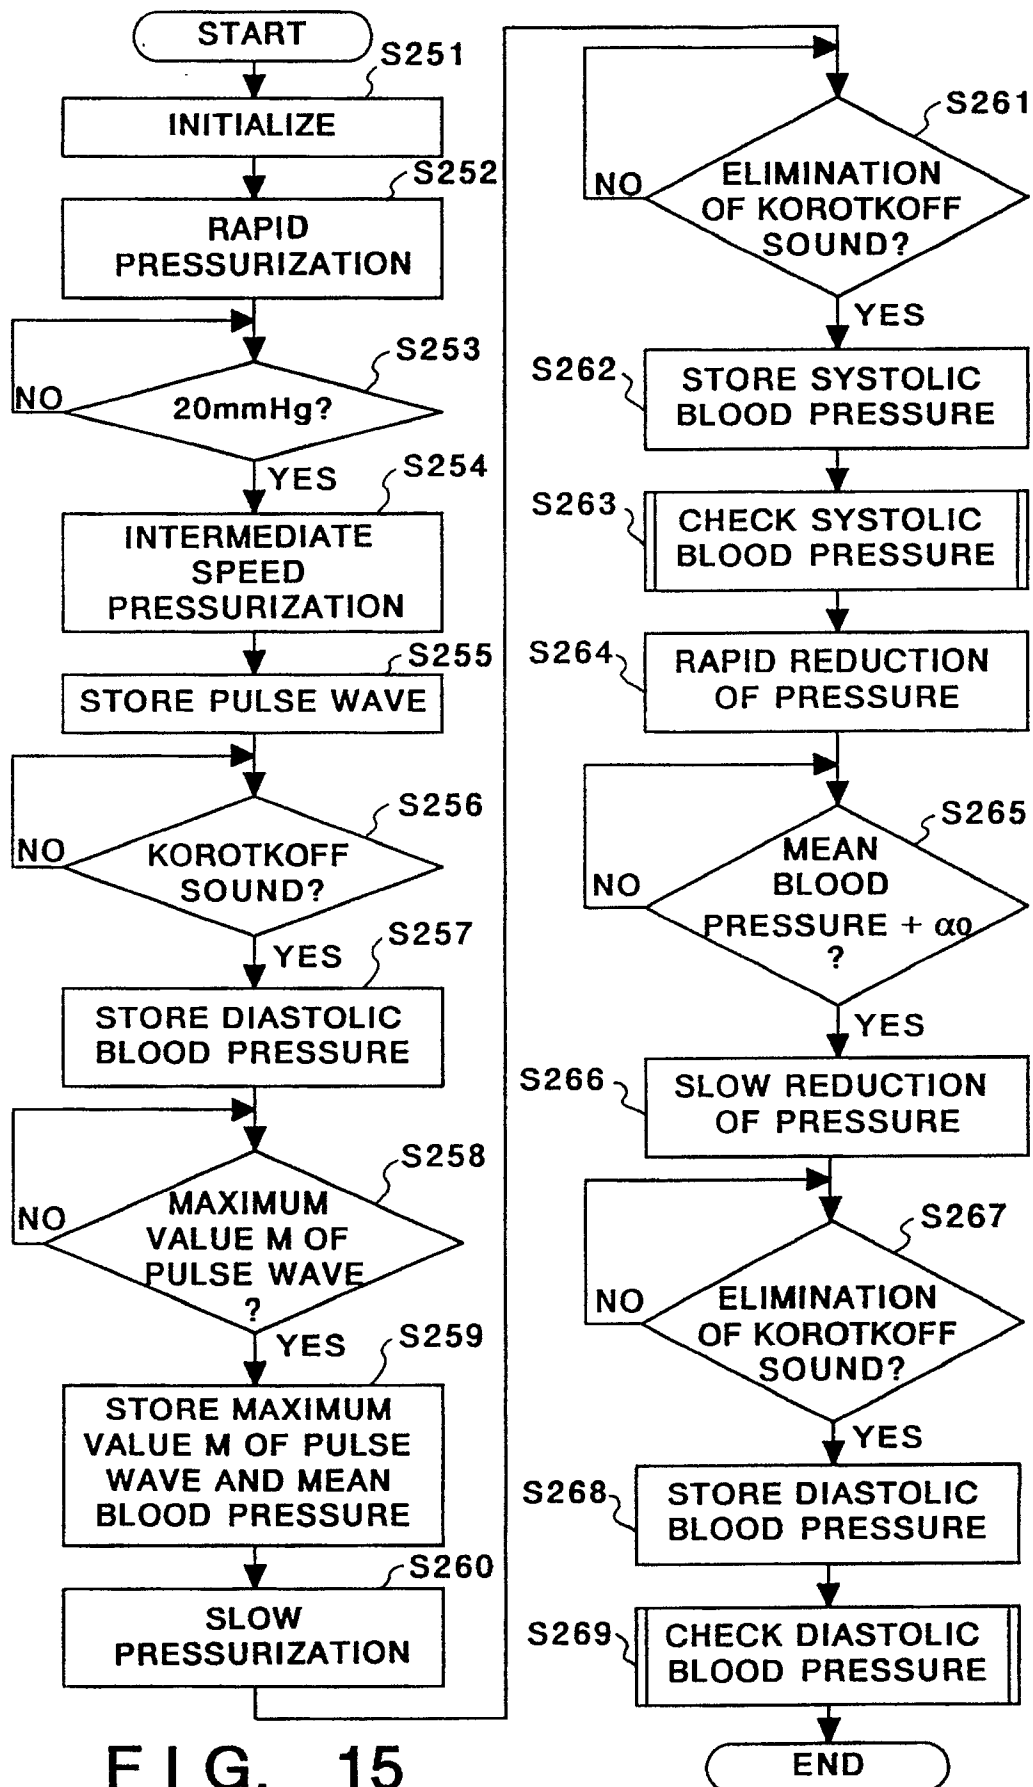 START
S251
INITIALIZE
S252
RAPID
PRESSURIZATION
S253
NO
20mmHg?
YES
S254
INTERMEDIATE
SPEED
PRESSURIZATION
S255
STORE PULSE WAVE
S256
NO
KOROTKOFF
SOUND?
YES
S257
STORE DIASTOLIC
BLOOD PRESSURE
S258
NO
MAXIMUM
VALUE M OF
PULSE WAVE
?
YES
S259
STORE MAXIMUM
VALUE M OF PULSE
WAVE AND MEAN
BLOOD PRESSURE
S260
SLOW
PRESSURIZATION
S261
NO
ELIMINATION
OF KOROTKOFF
SOUND?
YES
S262
STORE SYSTOLIC
BLOOD PRESSURE
S263
CHECK SYSTOLIC
BLOOD PRESSURE
S264
RAPID REDUCTION
OF PRESSURE
S265
NO
MEAN
BLOOD
PRESSURE + α0
?
YES
S266
SLOW REDUCTION
OF PRESSURE
S267
NO
ELIMINATION
OF KOROTKOFF
SOUND?
YES
S268
STORE DIASTOLIC
BLOOD PRESSURE
S269
CHECK DIASTOLIC
BLOOD PRESSURE
END
FIG. 15